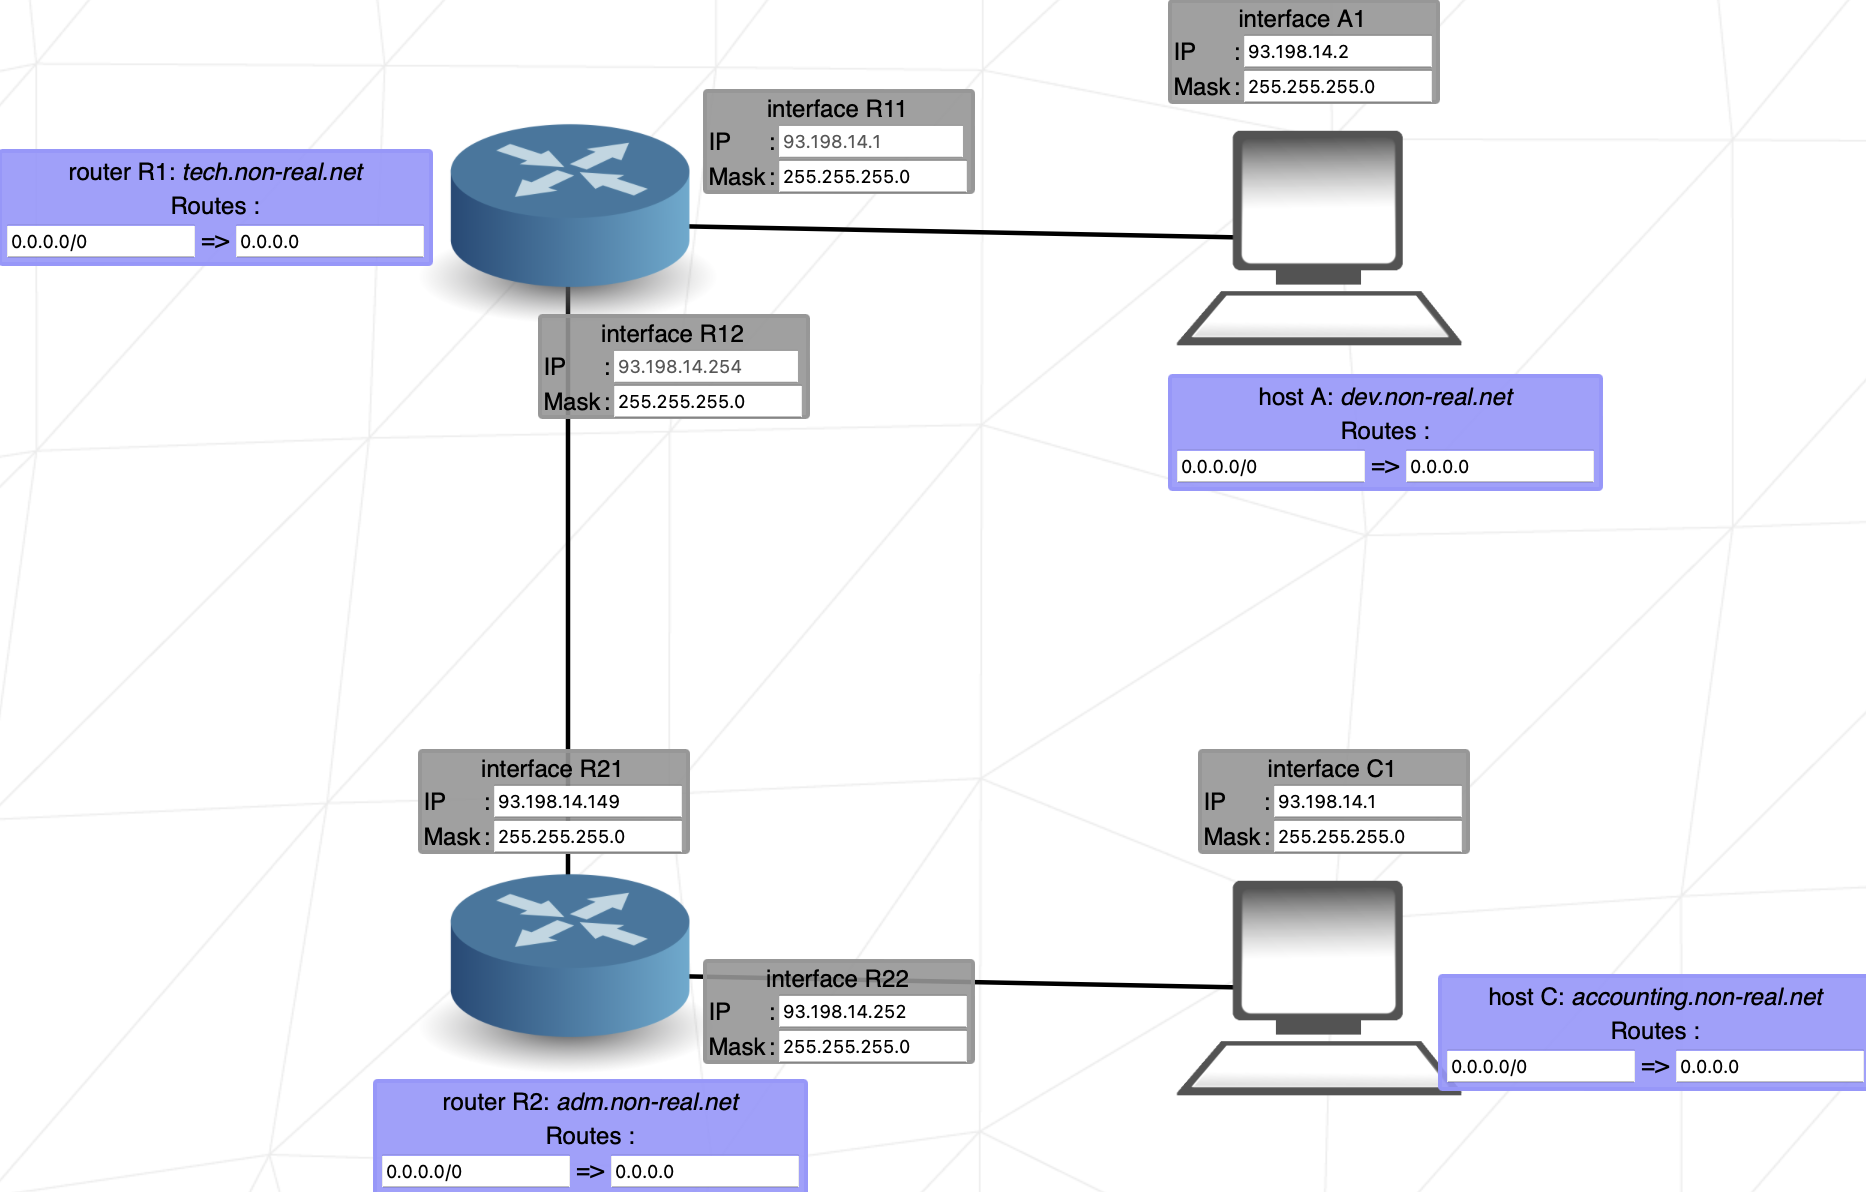 interface A1
IP : 93.198.14.2
Mask : 255.255.255.0
interface R11
IP : 93.198.14.1
Mask : 255.255.255.0
router R1: tech.non-real.net
Routes :
0.0.0.0/0 => 0.0.0.0
interface R12
IP : 93.198.14.254
Mask : 255.255.255.0
host A: dev.non-real.net
Routes :
0.0.0.0/0 => 0.0.0.0
interface R21
IP : 93.198.14.149
Mask : 255.255.255.0
interface C1
IP : 93.198.14.1
Mask : 255.255.255.0
interface R22
IP : 93.198.14.252
Mask : 255.255.255.0
host C: accounting.non-real.net
Routes :
0.0.0.0/0 => 0.0.0.0
router R2: adm.non-real.net
Routes :
0.0.0.0/0 => 0.0.0.0